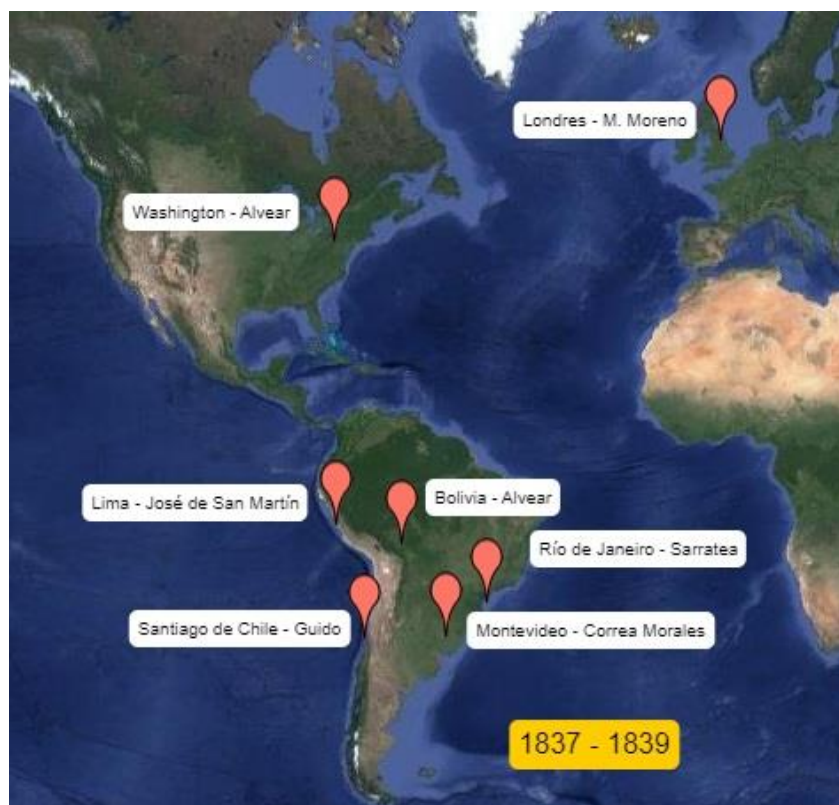 Londres - M. Moreno
Washington - Alvear
Lima - José de San Martín
Bolivia - Alvear
Río de Janeiro - Sarratea
Santiago de Chile - Guido
Montevideo - Correa Morales
1837 - 1839